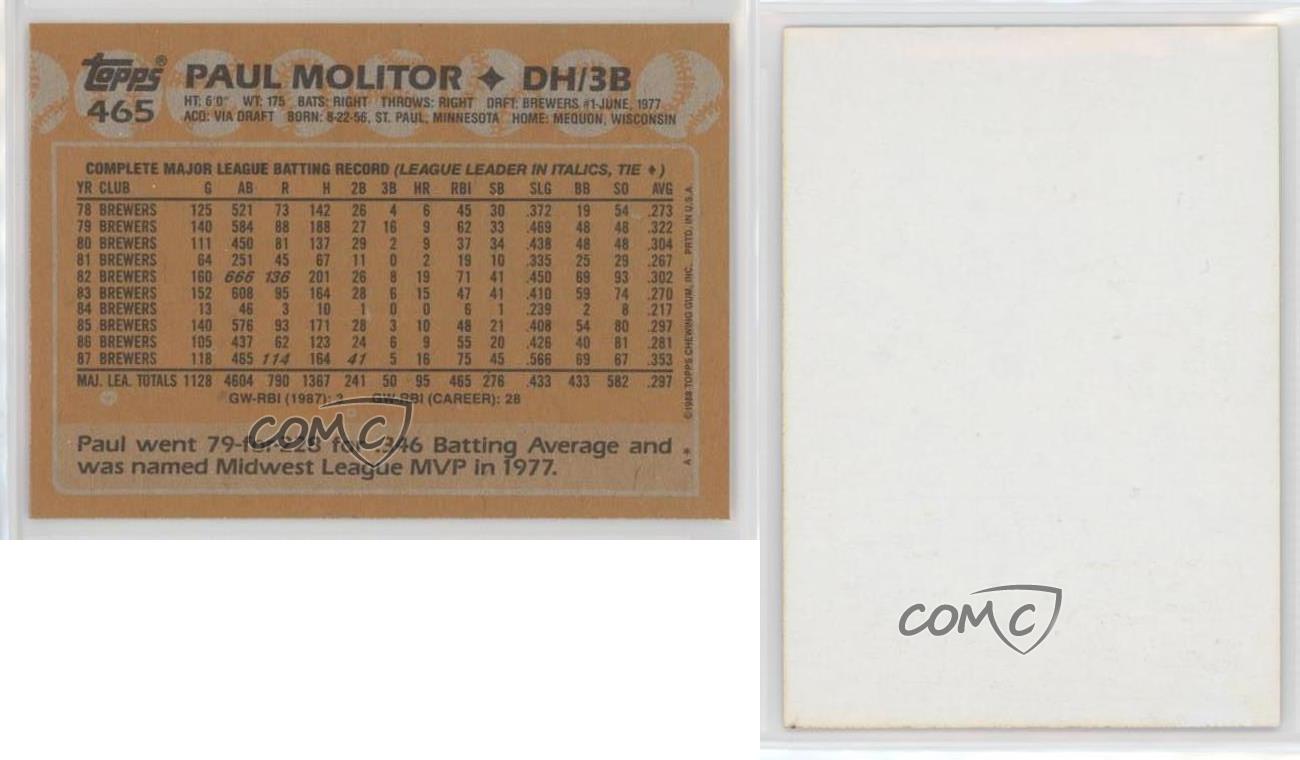 Topps® PAUL MOLITOR ✦ DH/3B
465 HT: 6'0" WT: 175 BATS: RIGHT THROWS: RIGHT DRFT: BREWERS #1-JUNE, 1977
ACQ: VIA DRAFT BORN: 8-22-56, ST. PAUL, MINNESOTA HOME: MEQUON, WISCONSIN
COMPLETE MAJOR LEAGUE BATTING RECORD (LEAGUE LEADER IN ITALICS, TIE ♦)
YR CLUB G AB R H 2B 3B HR RBI SB SLG BB SO AVG
78 BREWERS 125 521 73 142 26 4 6 45 30 .372 19 54 .273
79 BREWERS 140 584 88 188 27 16 9 62 33 .469 48 48 .322
80 BREWERS 111 450 81 137 29 2 9 37 34 .438 48 48 .304
81 BREWERS 64 251 45 67 11 0 2 19 10 .335 25 29 .267
82 BREWERS 160 666 136 201 26 8 19 71 41 .450 69 93 .302
83 BREWERS 152 608 95 164 28 6 15 47 41 .410 59 74 .270
84 BREWERS 13 46 3 10 1 0 0 6 1 .239 2 8 .217
85 BREWERS 140 576 93 171 28 3 10 48 21 .408 54 80 .297
86 BREWERS 105 437 62 123 24 6 9 55 20 .426 40 81 .281
87 BREWERS 118 465 114 164 41 5 16 75 45 .566 69 67 .353
MAJ. LEA. TOTALS 1128 4604 790 1367 241 50 95 465 276 .433 433 582 .297
GW-RBI (1987): 3 GW-RBI (CAREER): 28
Paul went 79-for-228 for .346 Batting Average and
was named Midwest League MVP in 1977.
©1988 TOPPS CHEWING GUM, INC. PRTD. IN U.S.A.
A *
COMC
COMC